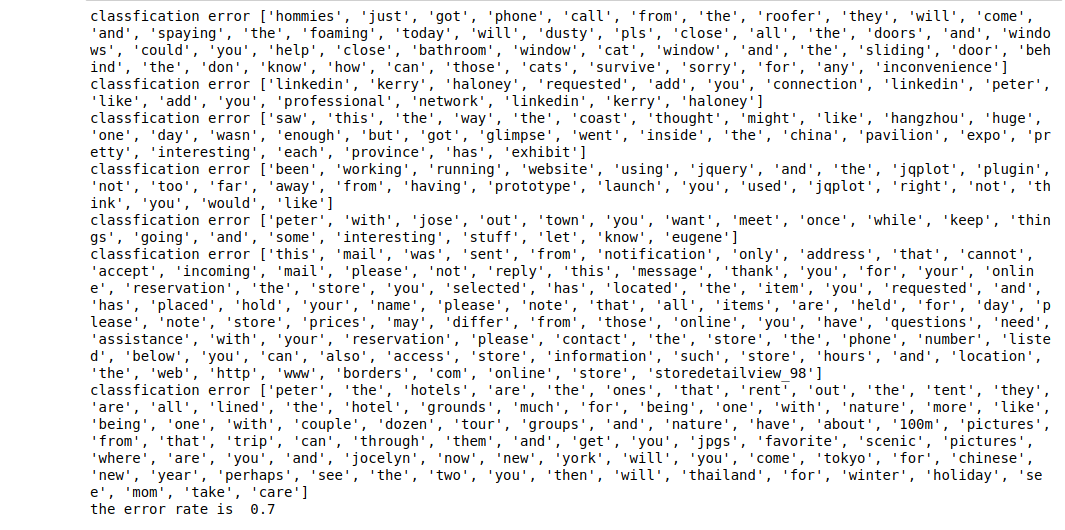 classfication error ['hommies', 'just', 'got', 'phone', 'call', 'from', 'the', 'roofer', 'they', 'will', 'come',
'and', 'spaying', 'the', 'foaming', 'today', 'will', 'dusty', 'pls', 'close', 'all', 'the', 'doors', 'and', 'windo
ws', 'could', 'you', 'help', 'close', 'bathroom', 'window', 'cat', 'window', 'and', 'the', 'sliding', 'door', 'beh
ind', 'the', 'don', 'know', 'how', 'can', 'those', 'cats', 'survive', 'sorry', 'for', 'any', 'inconvenience']
classfication error ['linkedin', 'kerry', 'haloney', 'requested', 'add', 'you', 'connection', 'linkedin', 'peter',
'like', 'add', 'you', 'professional', 'network', 'linkedin', 'kerry', 'haloney']
classfication error ['saw', 'this', 'the', 'way', 'the', 'coast', 'thought', 'might', 'like', 'hangzhou', 'huge',
'one', 'day', 'wasn', 'enough', 'but', 'got', 'glimpse', 'went', 'inside', 'the', 'china', 'pavilion', 'expo', 'pr
etty', 'interesting', 'each', 'province', 'has', 'exhibit']
classfication error ['been', 'working', 'running', 'website', 'using', 'jquery', 'and', 'the', 'jqplot', 'plugin',
'not', 'too', 'far', 'away', 'from', 'having', 'prototype', 'launch', 'you', 'used', 'jqplot', 'right', 'not', 'th
ink', 'you', 'would', 'like']
classfication error ['peter', 'with', 'jose', 'out', 'town', 'you', 'want', 'meet', 'once', 'while', 'keep', 'thin
gs', 'going', 'and', 'some', 'interesting', 'stuff', 'let', 'know', 'eugene']
classfication error ['this', 'mail', 'was', 'sent', 'from', 'notification', 'only', 'address', 'that', 'cannot',
'accept', 'incoming', 'mail', 'please', 'not', 'reply', 'this', 'message', 'thank', 'you', 'for', 'your', 'onlin
e', 'reservation', 'the', 'store', 'you', 'selected', 'has', 'located', 'the', 'item', 'you', 'requested', 'and',
'has', 'placed', 'hold', 'your', 'name', 'please', 'note', 'that', 'all', 'items', 'are', 'held', 'for', 'day', 'p
lease', 'note', 'store', 'prices', 'may', 'differ', 'from', 'those', 'online', 'you', 'have', 'questions', 'need',
'assistance', 'with', 'your', 'reservation', 'please', 'contact', 'the', 'store', 'the', 'phone', 'number', 'liste
d', 'below', 'you', 'can', 'also', 'access', 'store', 'information', 'such', 'store', 'hours', 'and', 'location',
'the', 'web', 'http', 'www', 'borders', 'com', 'online', 'store', 'storedetailview_98']
classfication error ['peter', 'the', 'hotels', 'are', 'the', 'ones', 'that', 'rent', 'out', 'the', 'tent', 'they',
'are', 'all', 'lined', 'the', 'hotel', 'grounds', 'much', 'for', 'being', 'one', 'with', 'nature', 'more', 'like',
'being', 'one', 'with', 'couple', 'dozen', 'tour', 'groups', 'and', 'nature', 'have', 'about', '100m', 'pictures',
'from', 'that', 'trip', 'can', 'through', 'them', 'and', 'get', 'you', 'jpgs', 'favorite', 'scenic', 'pictures',
'where', 'are', 'you', 'and', 'jocelyn', 'now', 'new', 'york', 'will', 'you', 'come', 'tokyo', 'for', 'chinese',
'new', 'year', 'perhaps', 'see', 'the', 'two', 'you', 'then', 'will', 'thailand', 'for', 'winter', 'holiday', 'se
e', 'mom', 'take', 'care']
the error rate is  0.7